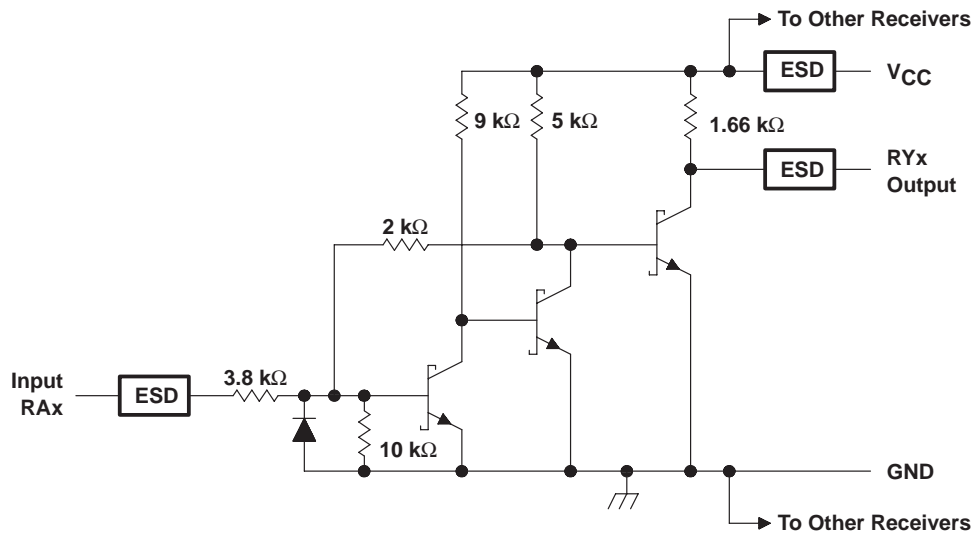 To Other Receivers
ESD
VCC
9 kΩ
5 kΩ
1.66 kΩ
ESD
RYx
Output
2 kΩ
Input
RAx
ESD
3.8 kΩ
10 kΩ
GND
To Other Receivers